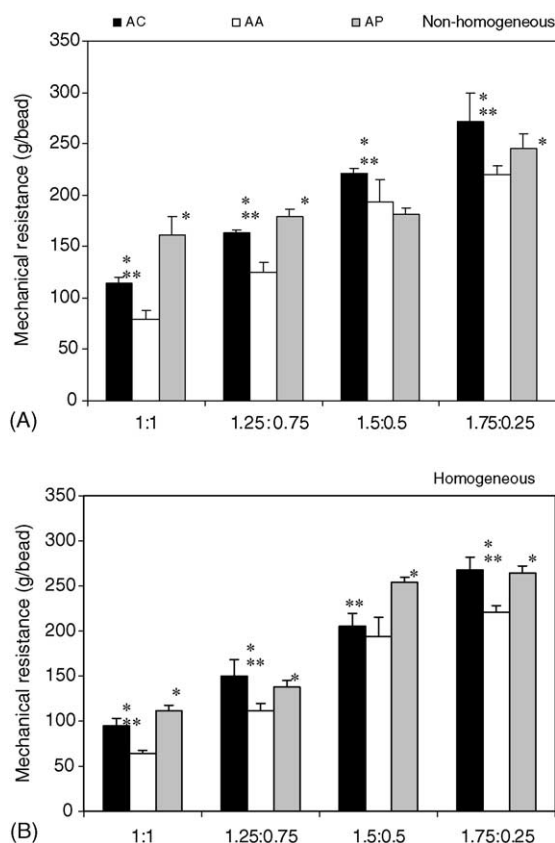 AC AA AP Non-homogeneous
350
300
250
200
150
100
50
0
Mechanical resistance (g/bead)
* ** *
* ** *
* **
* ** *
1:1 1.25:0.75 1.5:0.5 1.75:0.25
(A)
Homogeneous
350
300
250
200
150
100
50
0
Mechanical resistance (g/bead)
* ** *
* ** *
** *
* ** *
1:1 1.25:0.75 1.5:0.5 1.75:0.25
(B)